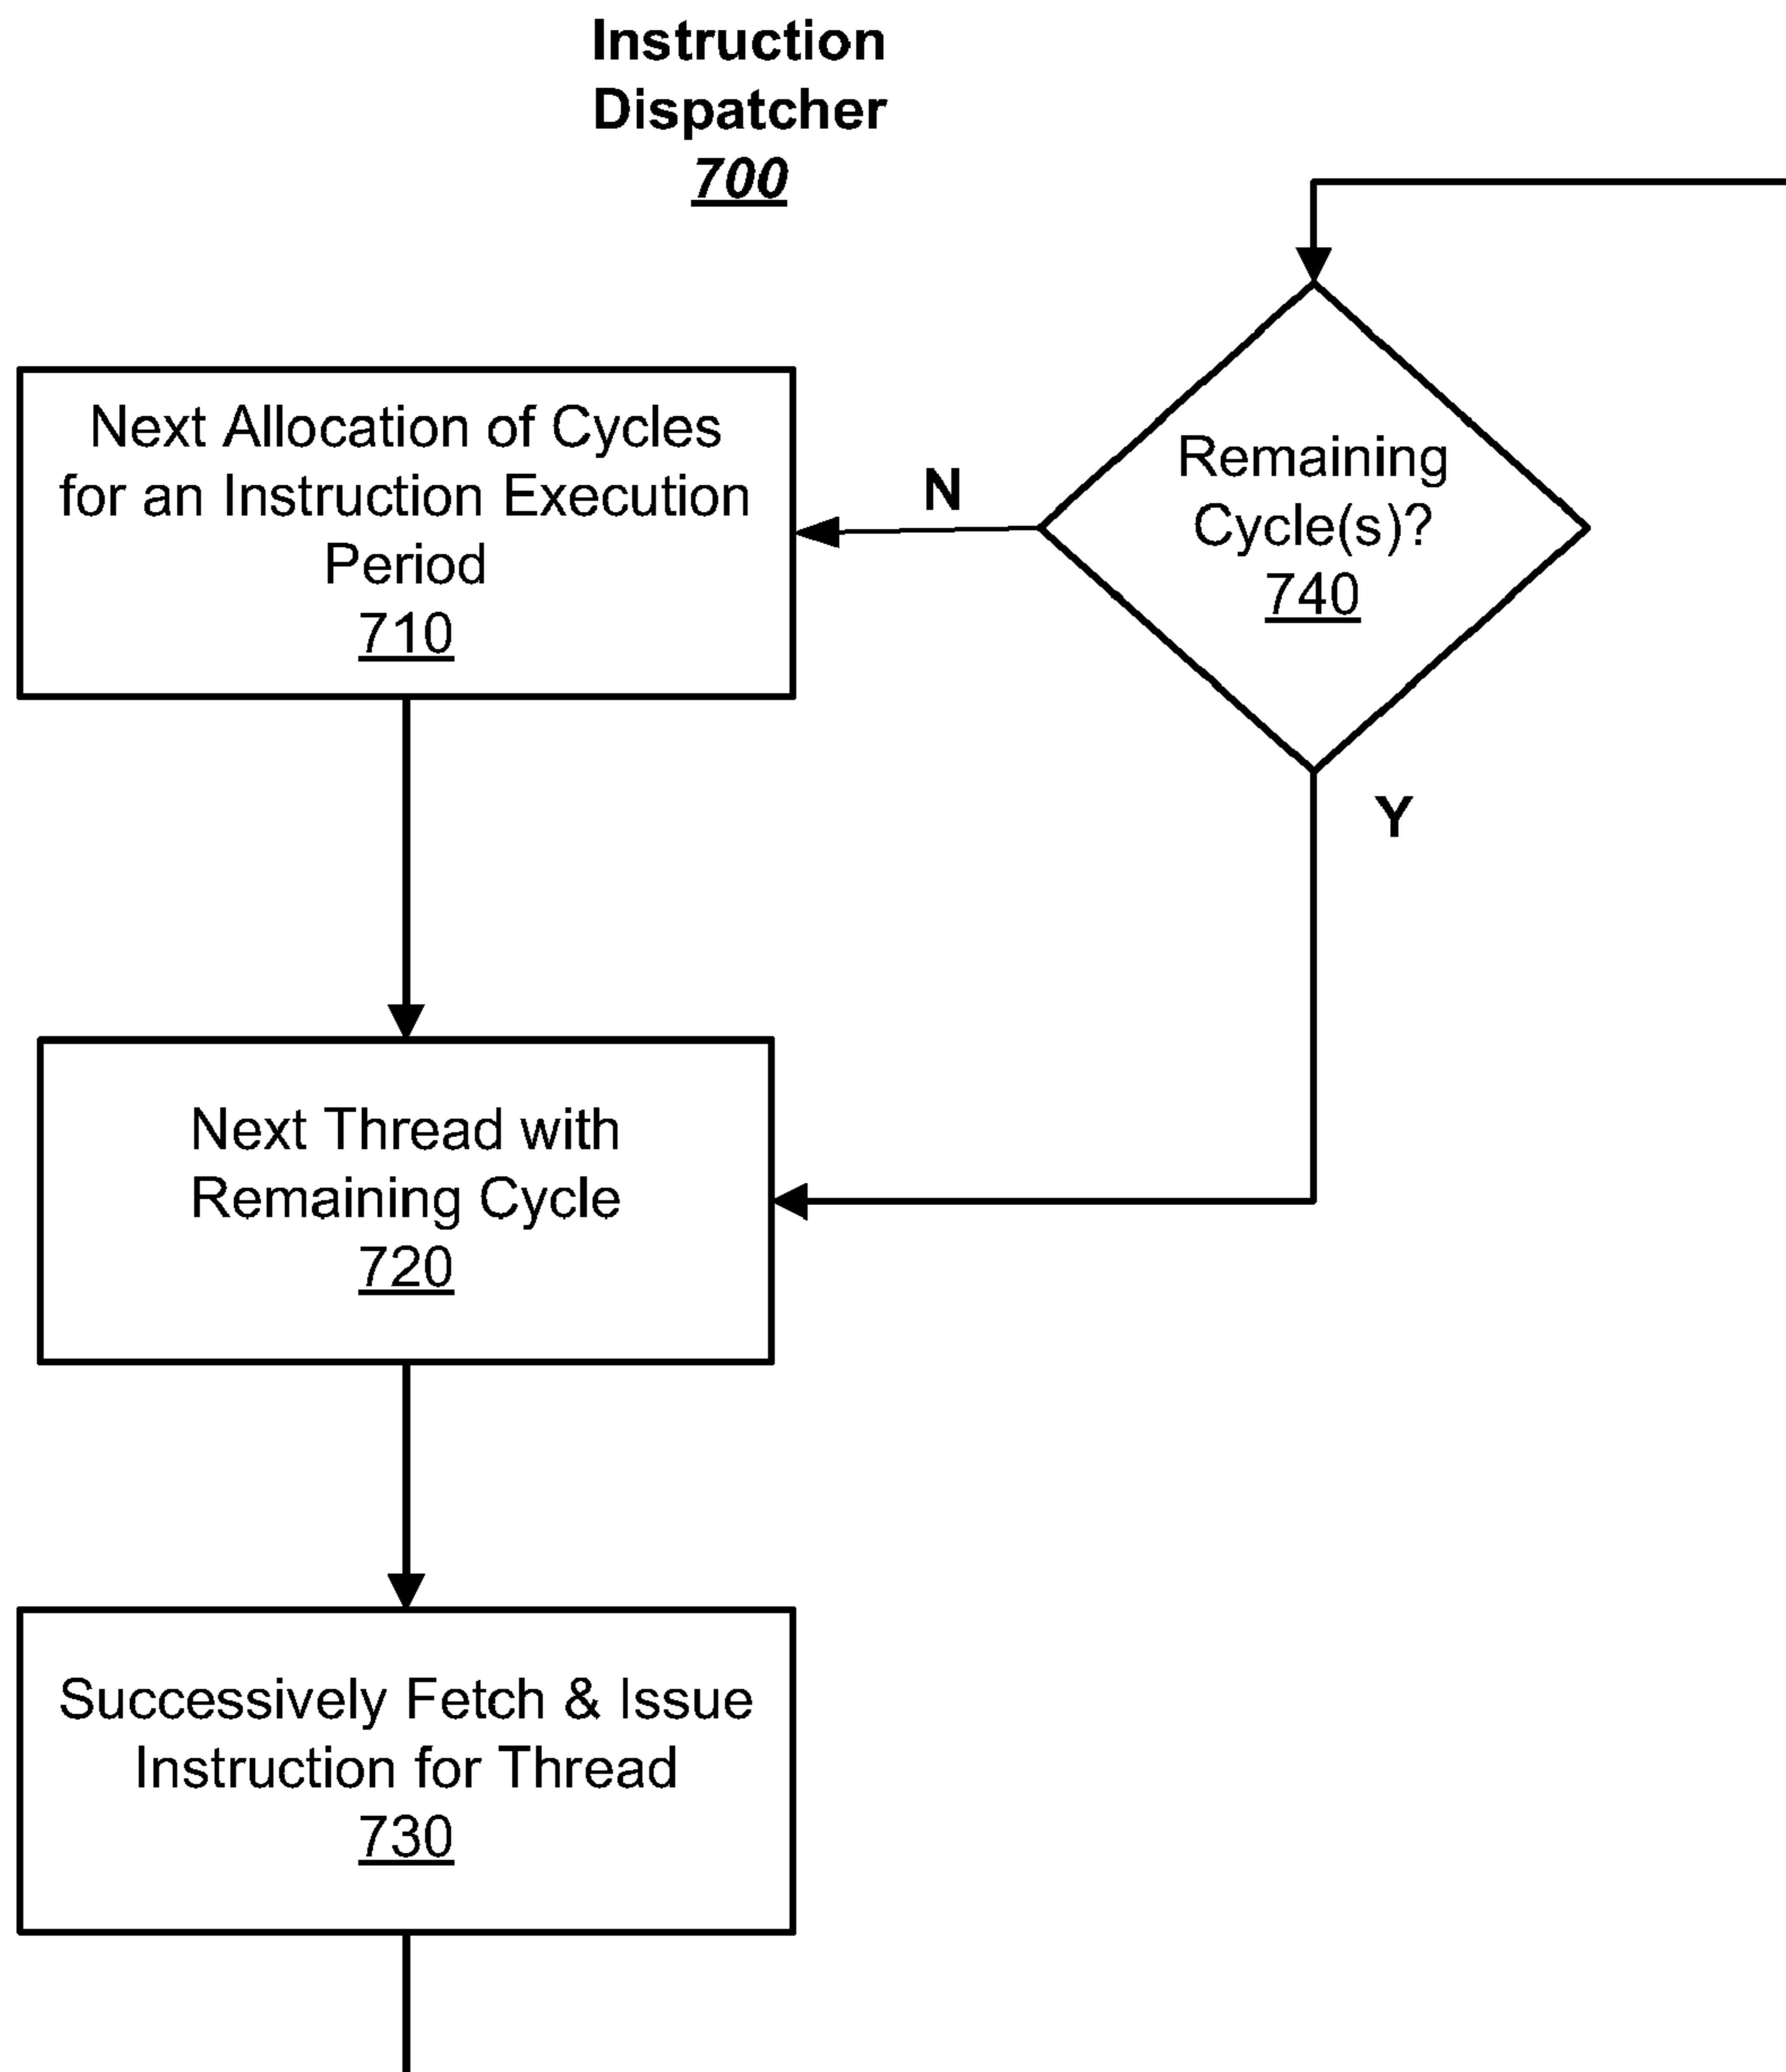 Instruction
Dispatcher
700
Next Allocation of Cycles
for an Instruction Execution
Period
710
N
Remaining
Cycle(s)?
740
Y
Next Thread with
Remaining Cycle
720
Successively Fetch & Issue
Instruction for Thread
730